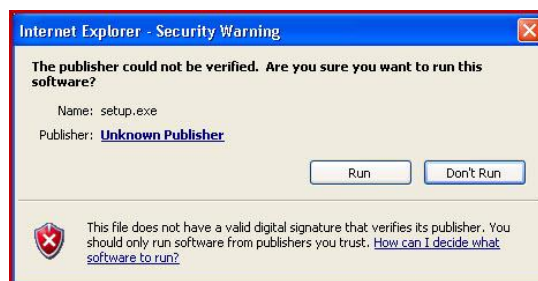 Internet Explorer - Security Warning
The publisher could not be verified.  Are you sure you want to run this
software?
Name: setup.exe
Publisher: Unknown Publisher
Run
Don't Run
This file does not have a valid digital signature that verifies its publisher. You
should only run software from publishers you trust. How can I decide what
software to run?